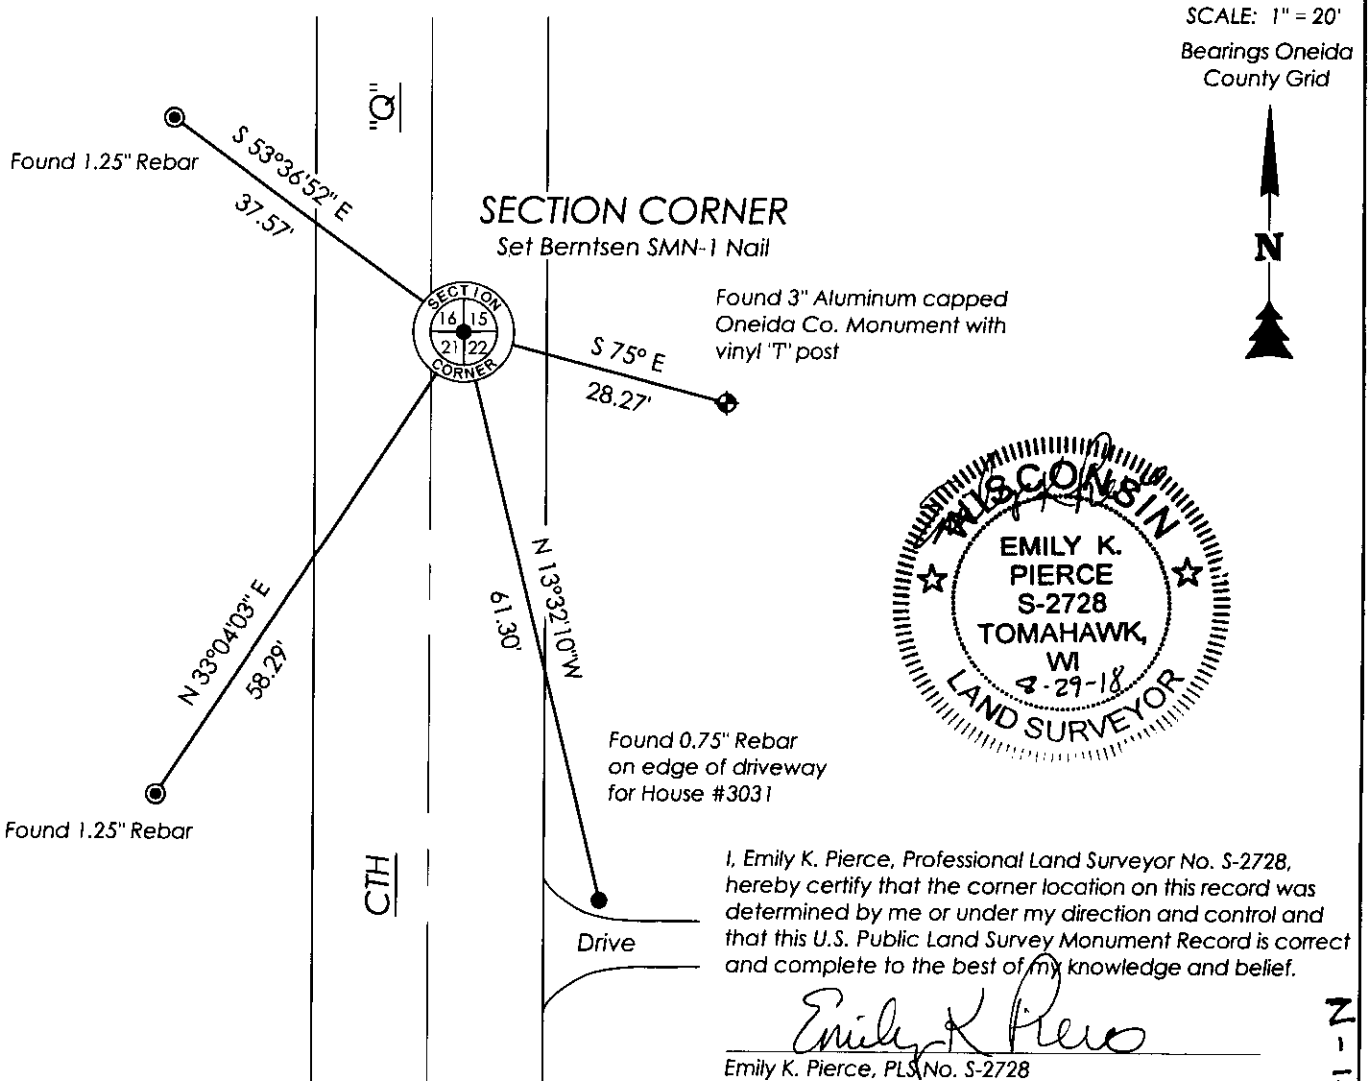 SCALE: 1" = 20'
Bearings Oneida
County Grid
N
"Q"
Found 1.25" Rebar
S 53°36'52" E
37.57'
SECTION CORNER
Set Berntsen SMN-1 Nail
SECTION
16 15
21 22
CORNER
Found 3" Aluminum capped
Oneida Co. Monument with
vinyl 'T' post
S 75° E
28.27'
N 33°04'03" E
58.29'
N 13°32'10"W
61.30'
WISCONSIN
EMILY K.
PIERCE
S-2728
TOMAHAWK,
WI
8-29-18
LAND SURVEYOR
Found 0.75" Rebar
on edge of driveway
for House #3031
Found 1.25" Rebar
CTH
Drive
I, Emily K. Pierce, Professional Land Surveyor No. S-2728,
hereby certify that the corner location on this record was
determined by me or under my direction and control and
that this U.S. Public Land Survey Monument Record is correct
and complete to the best of my knowledge and belief.
Emily K Pierce
Emily K. Pierce, PLS No. S-2728